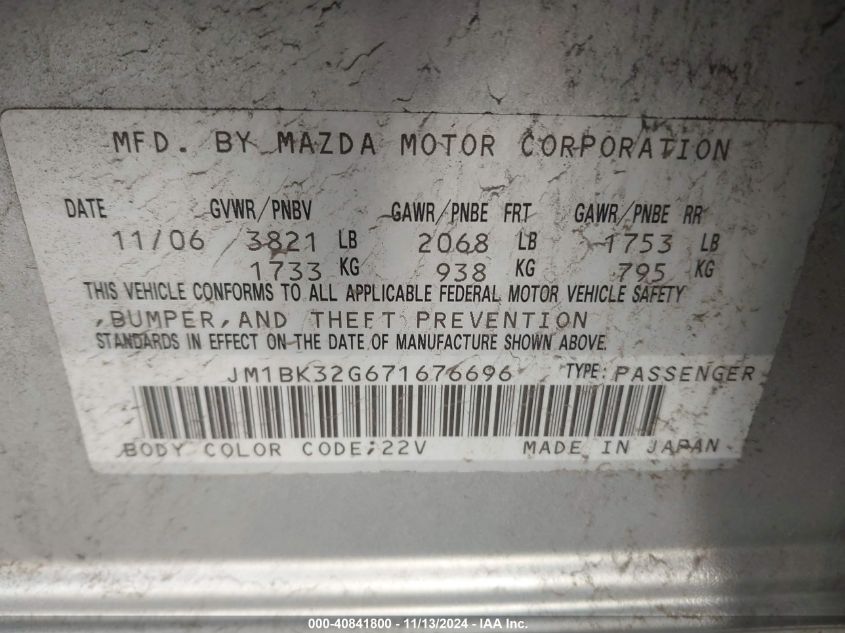 MFD. BY MAZDA MOTOR CORPORATION
DATE GVWR/PNBV GAWR/PNBE FRT GAWR/PNBE RR
11/06 3821 LB 2068 LB 1753 LB
1733 KG 938 KG 795 KG
THIS VEHICLE CONFORMS TO ALL APPLICABLE FEDERAL MOTOR VEHICLE SAFETY
,BUMPER,AND THEFT PREVENTION
STANDARDS IN EFFECT ON THE DATE OF MANUFACTURE SHOWN ABOVE.
JM1BK32G671676696 TYPE: PASSENGER
BODY COLOR CODE;22V MADE IN JAPAN
000-40841800 - 11/13/2024 - IAA Inc.